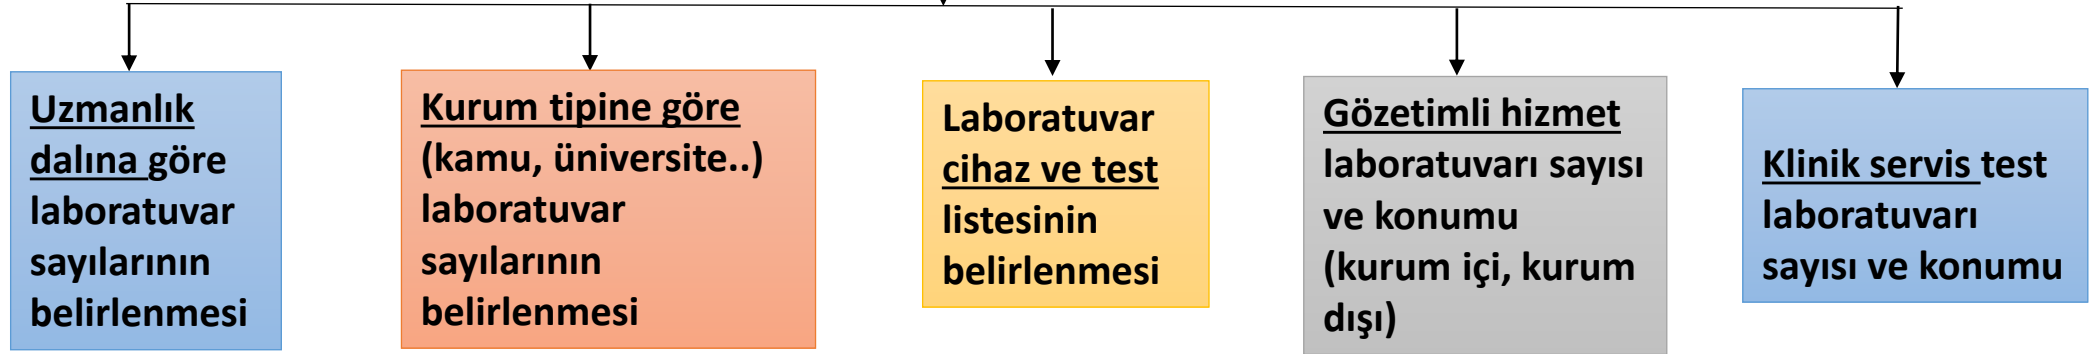 Uzmanlık
dalına göre
laboratuvar
sayılarının
belirlenmesi
Kurum tipine göre
(kamu, üniversite..)
laboratuvar
sayılarının
belirlenmesi
Laboratuvar
cihaz ve test
listesinin
belirlenmesi
Gözetimli hizmet
laboratuvarı sayısı
ve konumu
(kurum içi, kurum
dışı)
Klinik servis test
laboratuvarı
sayısı ve konumu